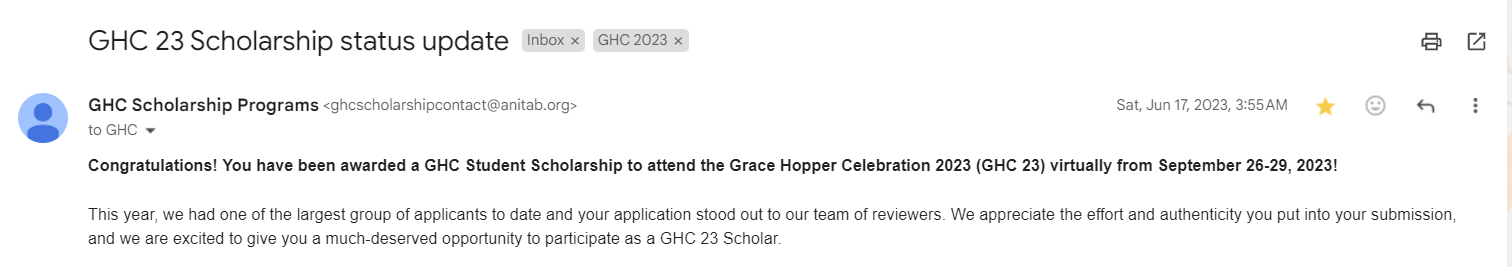 GHC 23 Scholarship status update Inbox × GHC 2023 ×
GHC Scholarship Programs <ghcscholarshipcontact@anitab.org> Sat, Jun 17, 2023, 3:55 AM
to GHC
Congratulations! You have been awarded a GHC Student Scholarship to attend the Grace Hopper Celebration 2023 (GHC 23) virtually from September 26-29, 2023!
This year, we had one of the largest group of applicants to date and your application stood out to our team of reviewers. We appreciate the effort and authenticity you put into your submission,
and we are excited to give you a much-deserved opportunity to participate as a GHC 23 Scholar.